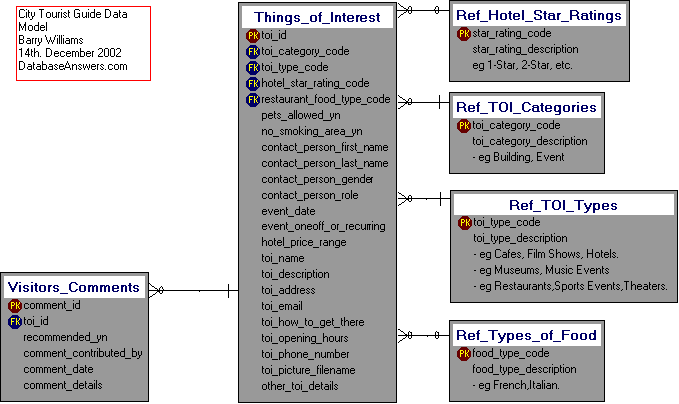 City Tourist Guide Data
Model
Barry Williams
14th. December 2002
DatabaseAnswers.com
Things_of_Interest
PK toi_id
FK toi_category_code
FK toi_type_code
FK hotel_star_rating_code
FK restaurant_food_type_code
pets_allowed_yn
no_smoking_area_yn
contact_person_first_name
contact_person_last_name
contact_person_gender
contact_person_role
event_date
event_oneoff_or_recuring
hotel_price_range
toi_name
toi_description
toi_address
toi_email
toi_how_to_get_there
toi_opening_hours
toi_phone_number
toi_picture_filename
other_toi_details
Ref_Hotel_Star_Ratings
PK star_rating_code
star_rating_description
eg 1-Star, 2-Star, etc.
Ref_TOI_Categories
PK toi_category_code
toi_category_description
- eg Building, Event
Ref_TOI_Types
PK toi_type_code
toi_type_description
- eg Cafes, Film Shows, Hotels.
- eg Museums, Music Events
- eg Restaurants,Sports Events,Theaters.
Visitors_Comments
PK comment_id
FK toi_id
recommended_yn
comment_contributed_by
comment_date
comment_details
Ref_Types_of_Food
PK food_type_code
food_type_description
- eg French,Italian.